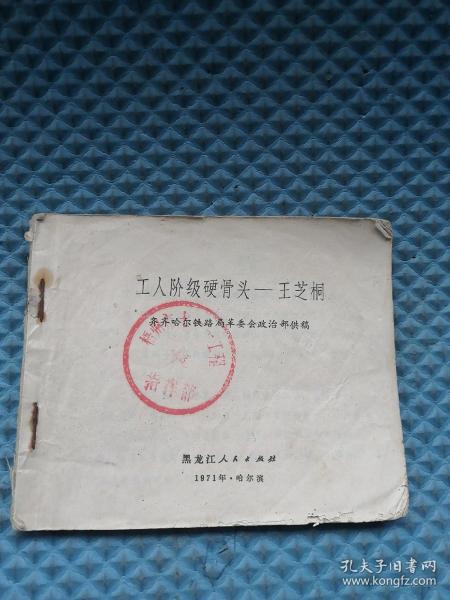 工人阶级硬骨头—王芝桐
齐齐哈尔铁路局革委会政治部供稿
工程
黑龙江人民出版社
1971年·哈尔滨
孔夫子旧书网
www.kongfz.com